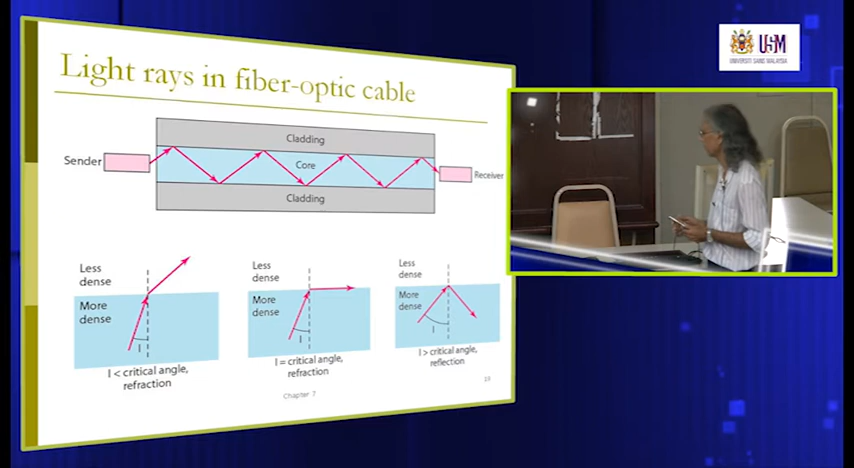 USM
UNIVERSITI SAINS MALAYSIA
Light rays in fiber-optic cable
Cladding
Sender
Core
Receiver
Cladding
Less
dense
More
dense
I
I < critical angle,
refraction
Less
dense
More
dense
I
I = critical angle,
refraction
Less
dense
More
dense
I
I > critical angle,
reflection
Chapter 7